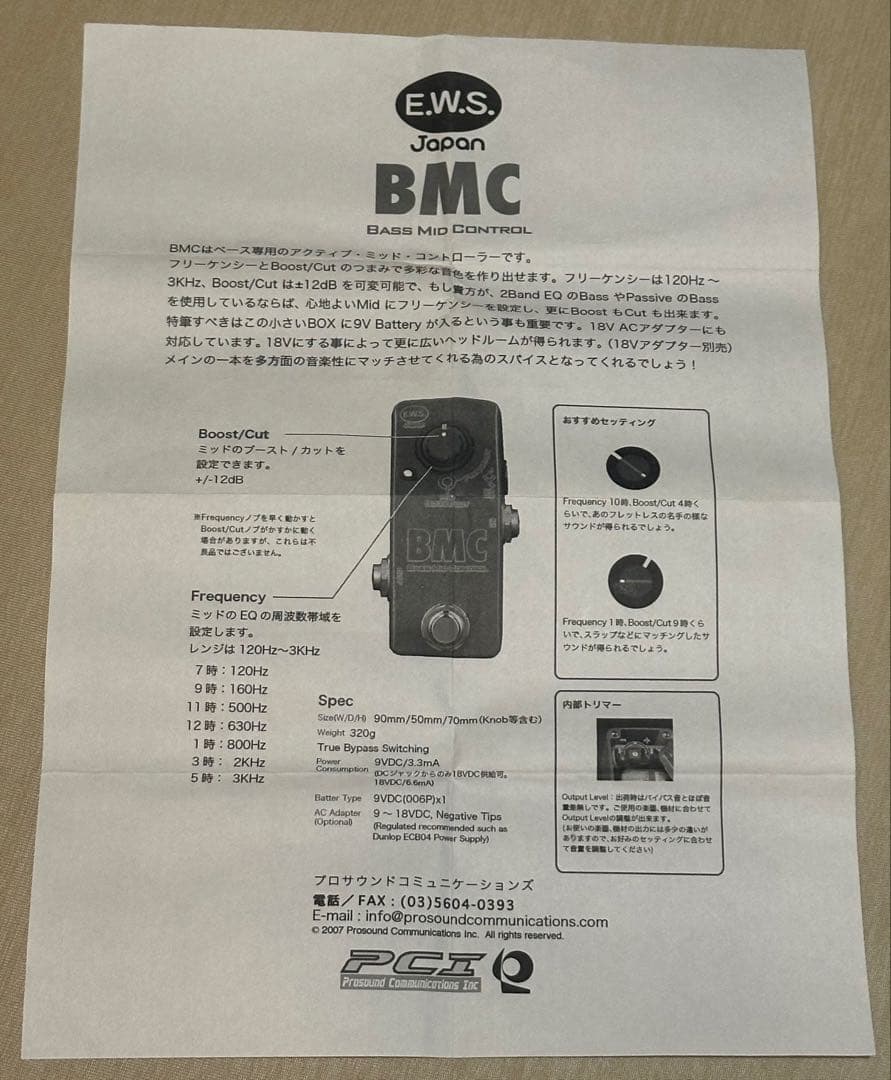 E.W.S.
Japan
BMC
BASS MID CONTROL
BMCはベース専用のアクティブ・ミッド・コントローラーです。
フリーケンシーとBoost/Cut のつまみで多彩な音色を作り出せます。フリーケンシーは120Hz～
3KHz、Boost/Cut は±12dB を可変可能で、もし貴方が、2Band EQ のBass やPassive のBass
を使用しているならば、心地よいMid にフリーケンシーを設定し、更にBoost もCut も出来ます。
特筆すべきはこの小さいBOX に9V Battery が入るという事も重要です。18V ACアダプターにも
対応しています。18Vにする事によって更に広いヘッドルームが得られます。（18Vアダプター別売）
メインの一本を多方面の音楽性にマッチさせてくれる為のスパイスとなってくれるでしょう！
Boost/Cut
ミッドのブースト / カットを
設定できます。
+/-12dB
※Frequencyノブを早く動かすと
Boost/Cutノブがかすかに動く
場合がありますが、これらは不
良品ではございません。
Frequency
ミッドの EQ の周波数帯域を
設定します。
レンジは 120Hz～3KHz
7 時：120Hz
9 時：160Hz
11 時：500Hz
12 時：630Hz
1 時：800Hz
3 時： 2KHz
5 時： 3KHz
E.W.S.
BMC
BASS MID CONTROL
おすすめセッティング
Frequency 10時、Boost/Cut 4時く
らいで、あのフレットレスの名手の様な
サウンドが得られるでしょう。
Frequency 1 時、Boost/Cut 9時くら
いで、スラップなどにマッチングしたサ
ウンドが得られるでしょう。
Spec
Size(W/D/H) 90mm/50mm/70mm(Knob等含む)
Weight 320g
True Bypass Switching
Power Consumption 9VDC/3.3mA
(DCジャックからのみ18VDC供給可。
18VDC/6.6mA)
Batter Type 9VDC(006P)x1
AC Adapter (Optional) 9 ～ 18VDC, Negative Tips
(Regulated recommended such as
Dunlop ECB04 Power Supply)
内部トリマー
Output Level：出荷時はバイパス音とほぼ音
量差無しです。ご使用の楽器、機材に合わせて
Output Levelの調整が出来ます。
(お使いの楽器、機材の出力には多少の違いが
ありますので、お好みのセッティングに合わせ
て音量を調整してください)
プロサウンドコミュニケーションズ
電話／FAX：(03)5604-0393
E-mail : info@prosoundcommunications.com
© 2007 Prosound Communications Inc. All rights reserved.
PCI
Prosound Communications Inc